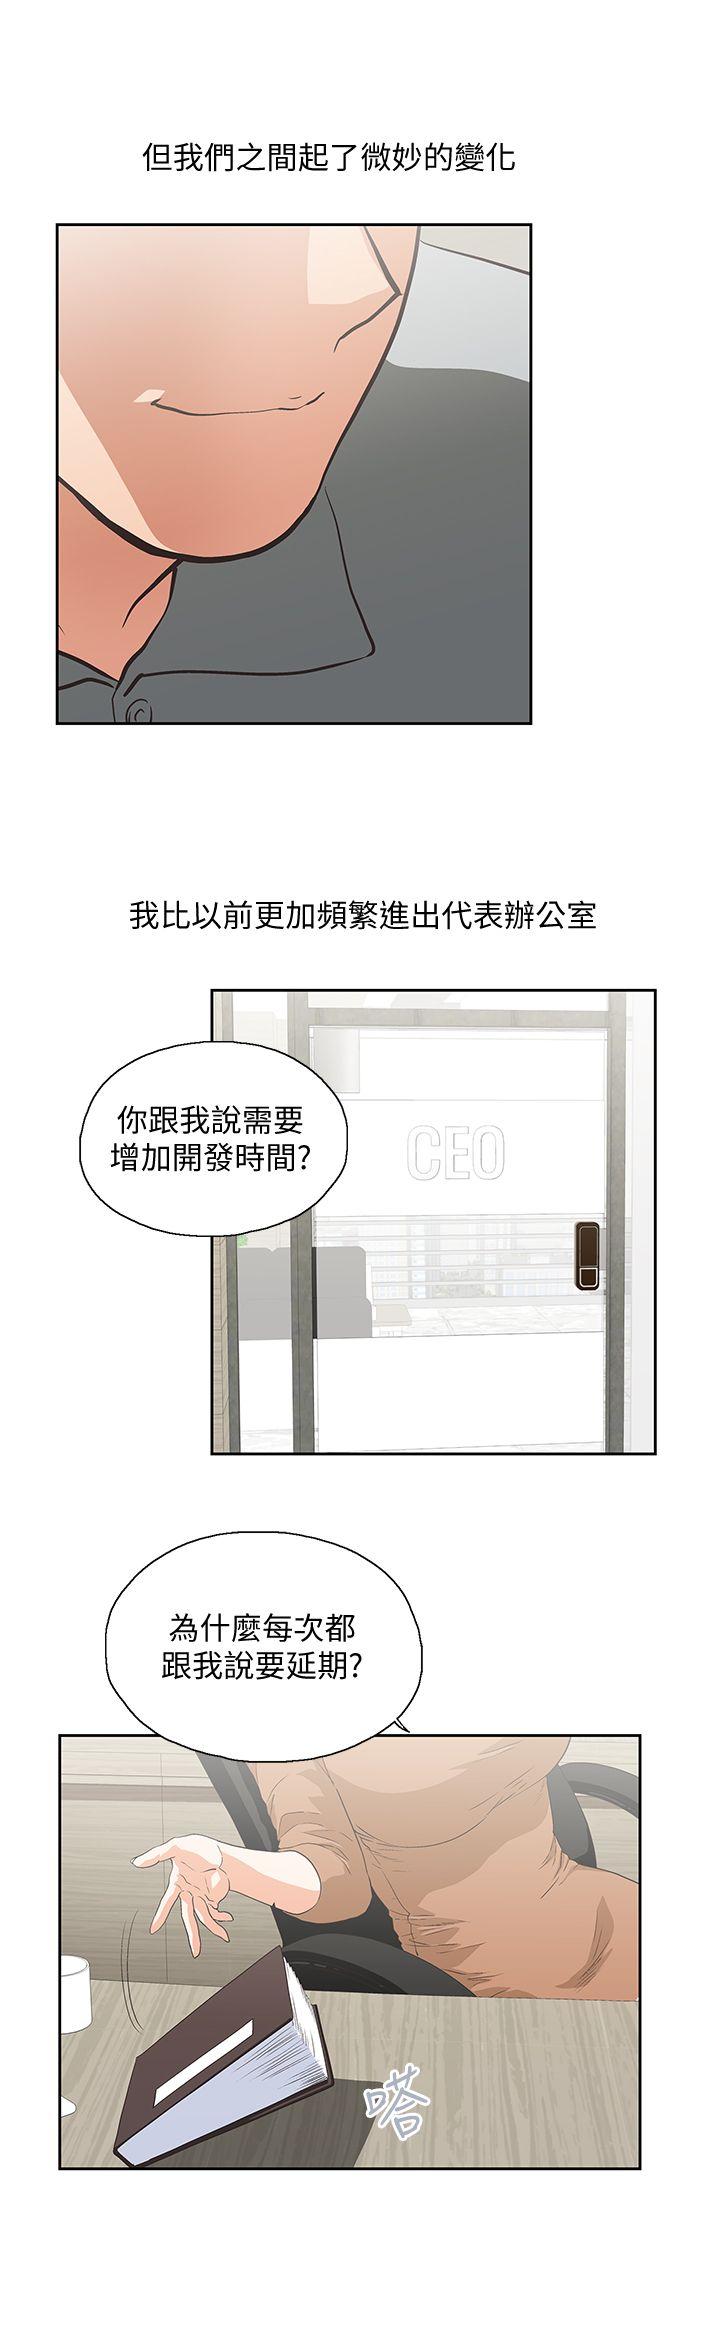 但我們之間起了微妙的變化
我比以前更加頻繁進出代表辦公室
你跟我說需要
增加開發時間?
CEO
為什麼每次都
跟我說要延期?
嗒